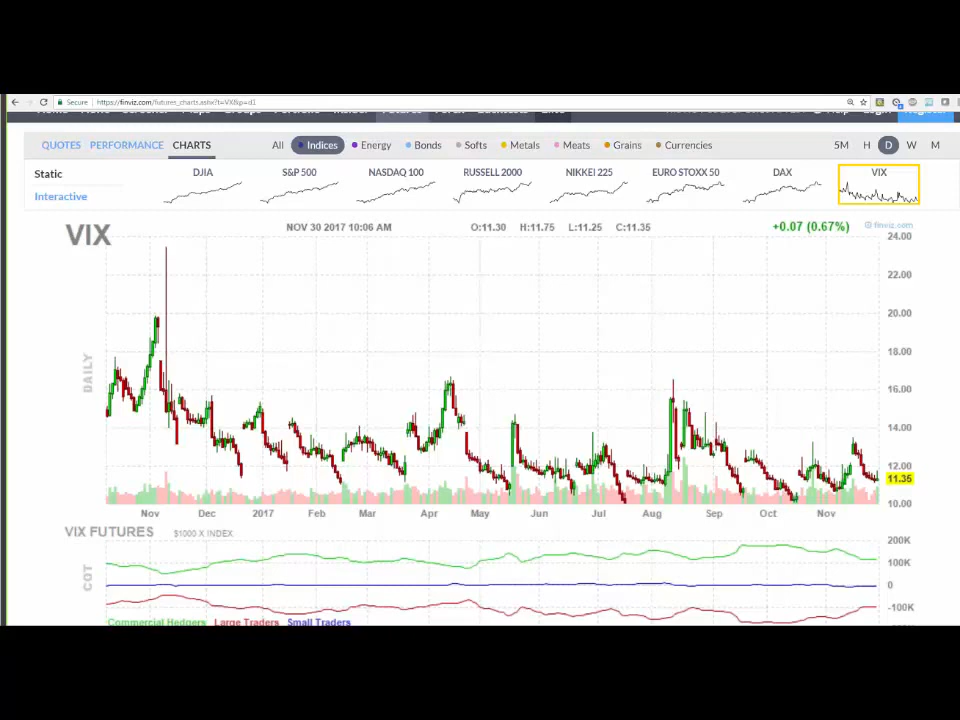 Secure https://finviz.com/futures_charts.ashx?t=VX&p=d1
QUOTES PERFORMANCE CHARTS All Indices Energy Bonds Softs Metals Meats Grains Currencies 5M H D W M
Static
Interactive
DJIA S&P 500 NASDAQ 100 RUSSELL 2000 NIKKEI 225 EURO STOXX 50 DAX VIX
VIX NOV 30 2017 10:06 AM O:11.30 H:11.75 L:11.25 C:11.35 +0.07 (0.67%) © finviz.com
24.00
22.00
20.00
18.00
DAILY
16.00
14.00
12.00
11.35
10.00
Nov Dec 2017 Feb Mar Apr May Jun Jul Aug Sep Oct Nov
VIX FUTURES $1000 X INDEX
200K
100K
COT
0
-100K
Commercial Hedgers Large Traders Small Traders